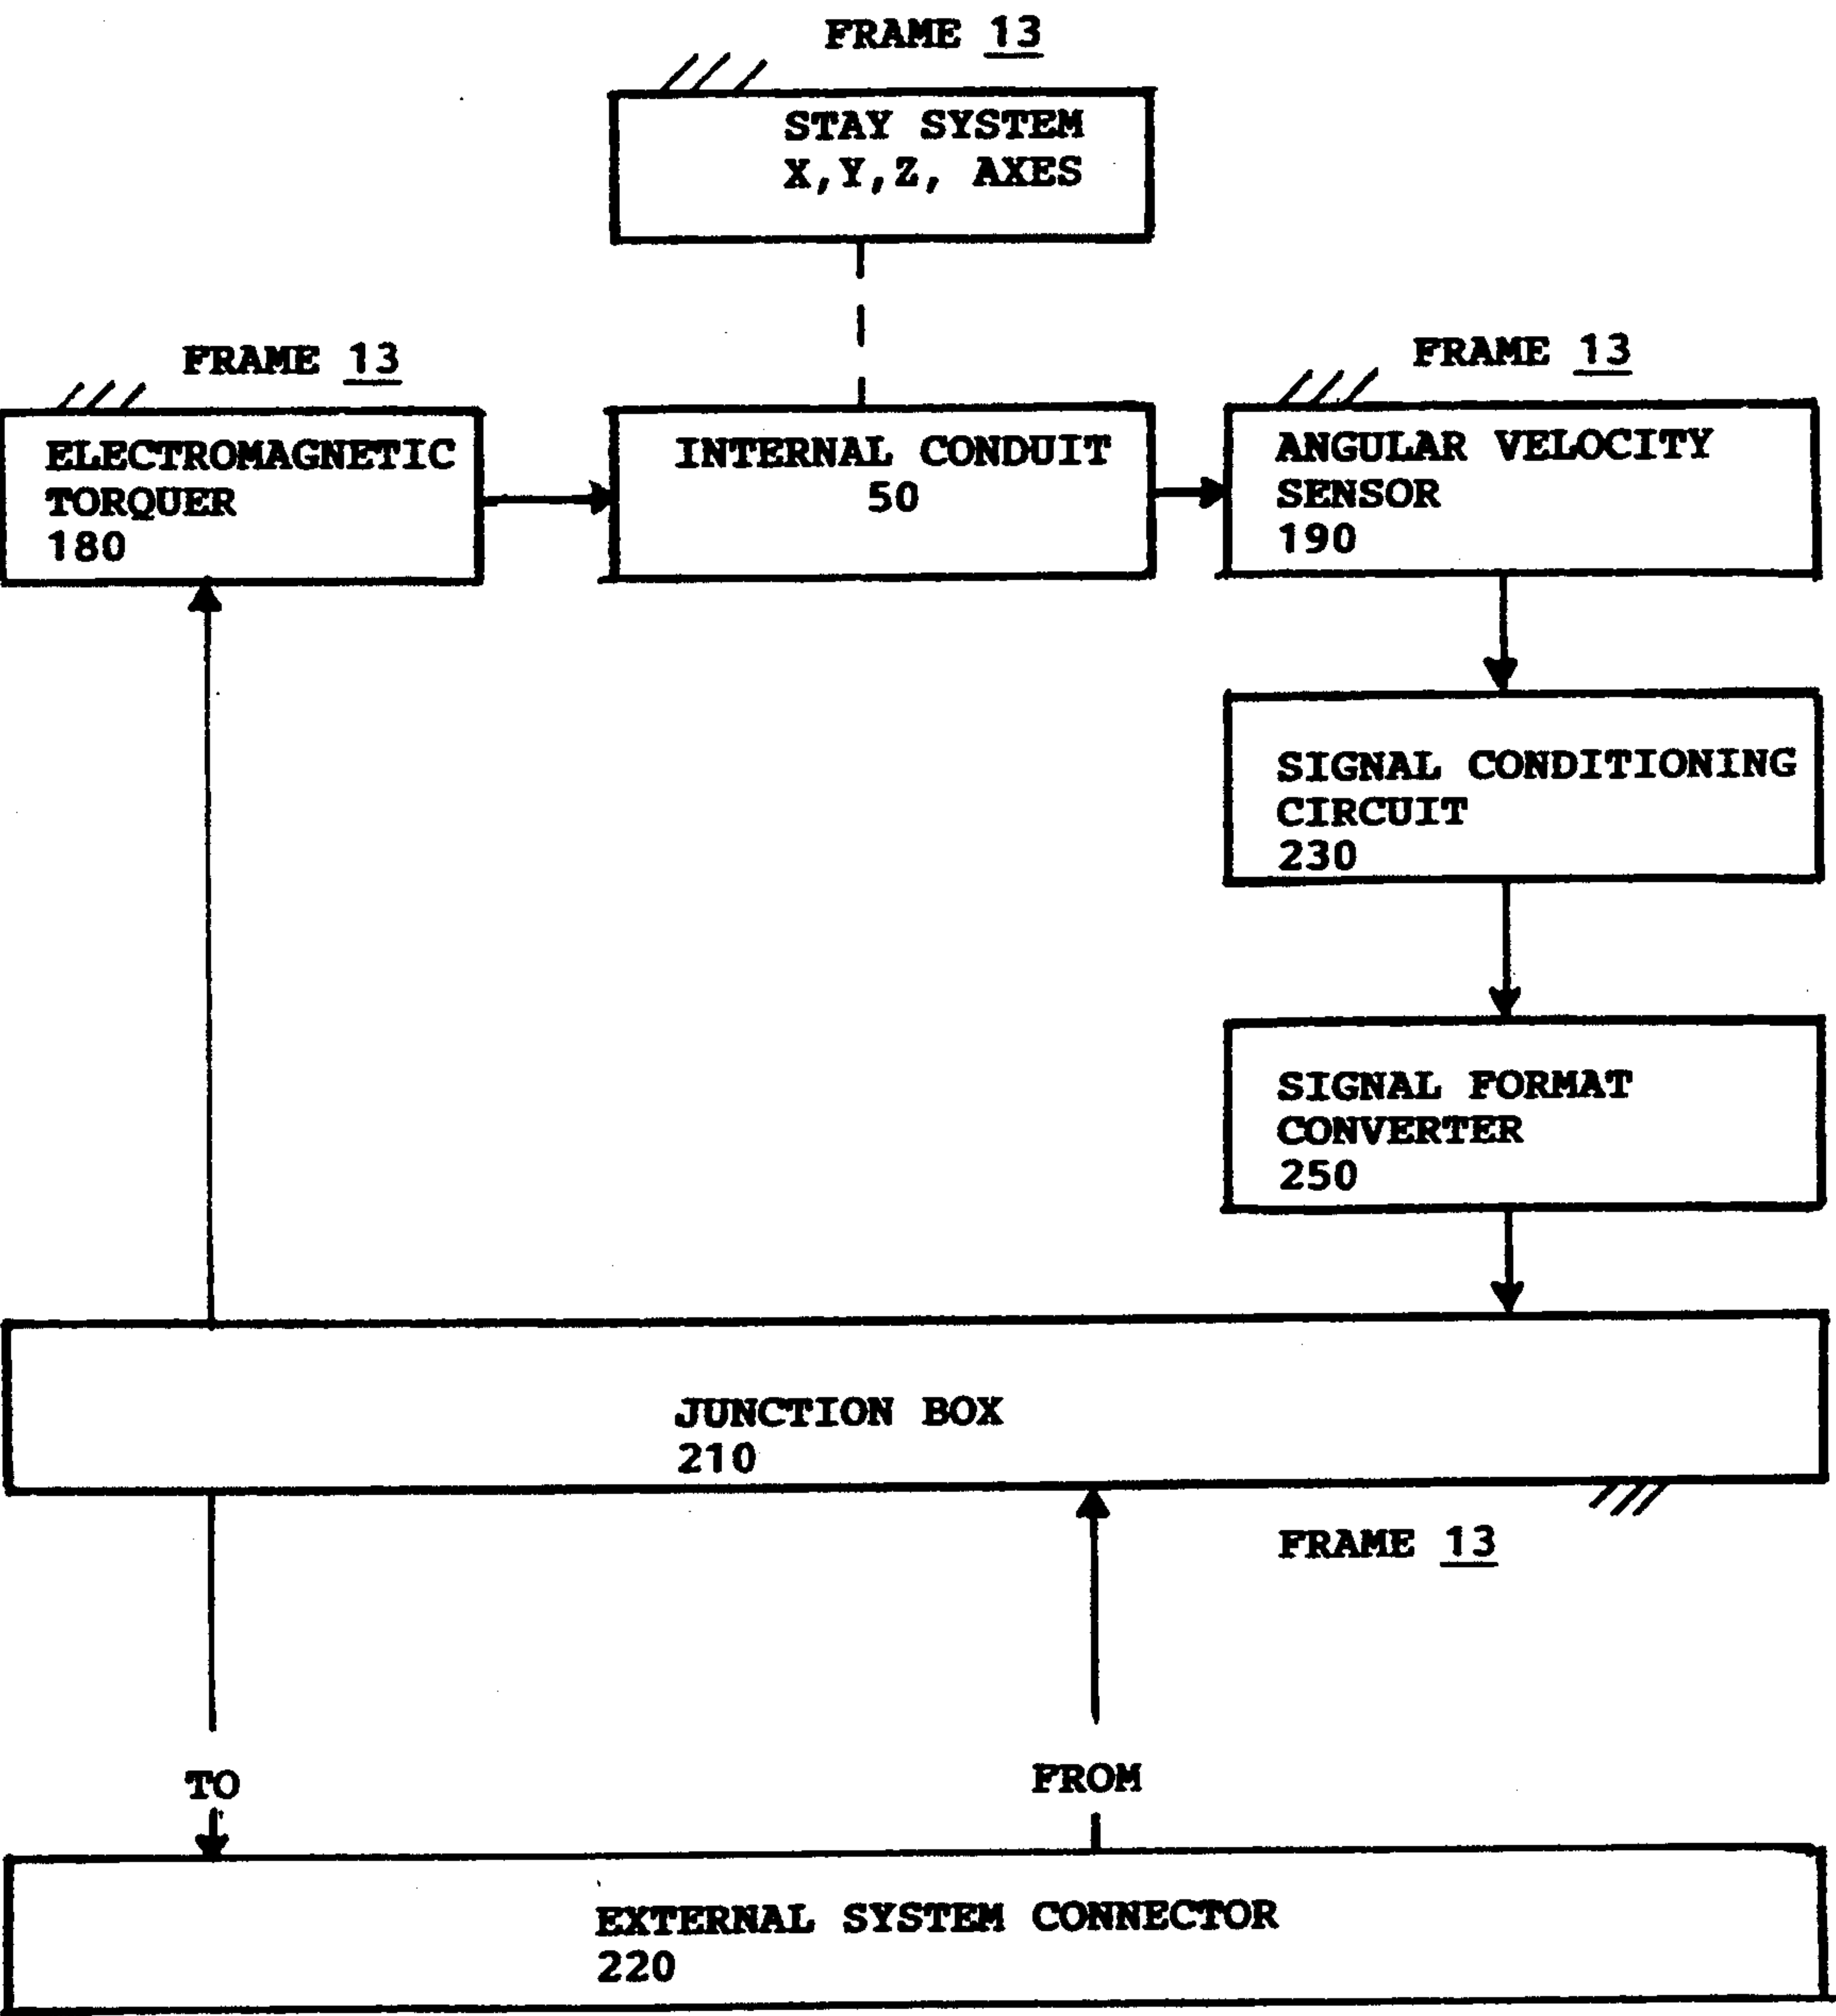 FRAME 13
STAY SYSTEM
X,Y,Z, AXES
FRAME 13
FRAME 13
ELECTROMAGNETIC
TORQUER
180
INTERNAL CONDUIT
50
ANGULAR VELOCITY
SENSOR
190
SIGNAL CONDITIONING
CIRCUIT
230
SIGNAL FORMAT
CONVERTER
250
JUNCTION BOX
210
FRAME 13
TO
FROM
EXTERNAL SYSTEM CONNECTOR
220